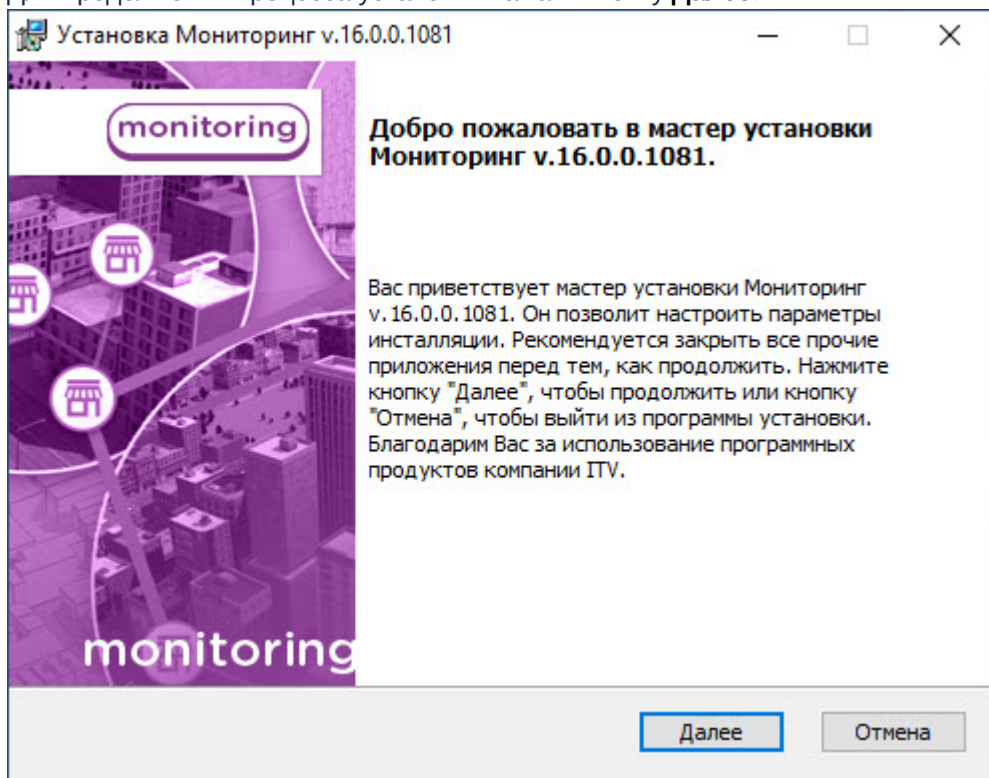 Установка Мониторинг v.16.0.0.1081
monitoring
Добро пожаловать в мастер установки
Мониторинг v.16.0.0.1081.
Вас приветствует мастер установки Мониторинг
v.16.0.0.1081. Он позволит настроить параметры
инсталляции. Рекомендуется закрыть все прочие
приложения перед тем, как продолжить. Нажмите
кнопку "Далее", чтобы продолжить или кнопку
"Отмена", чтобы выйти из программы установки.
Благодарим Вас за использование программных
продуктов компании ITV.
monitoring
Далее
Отмена